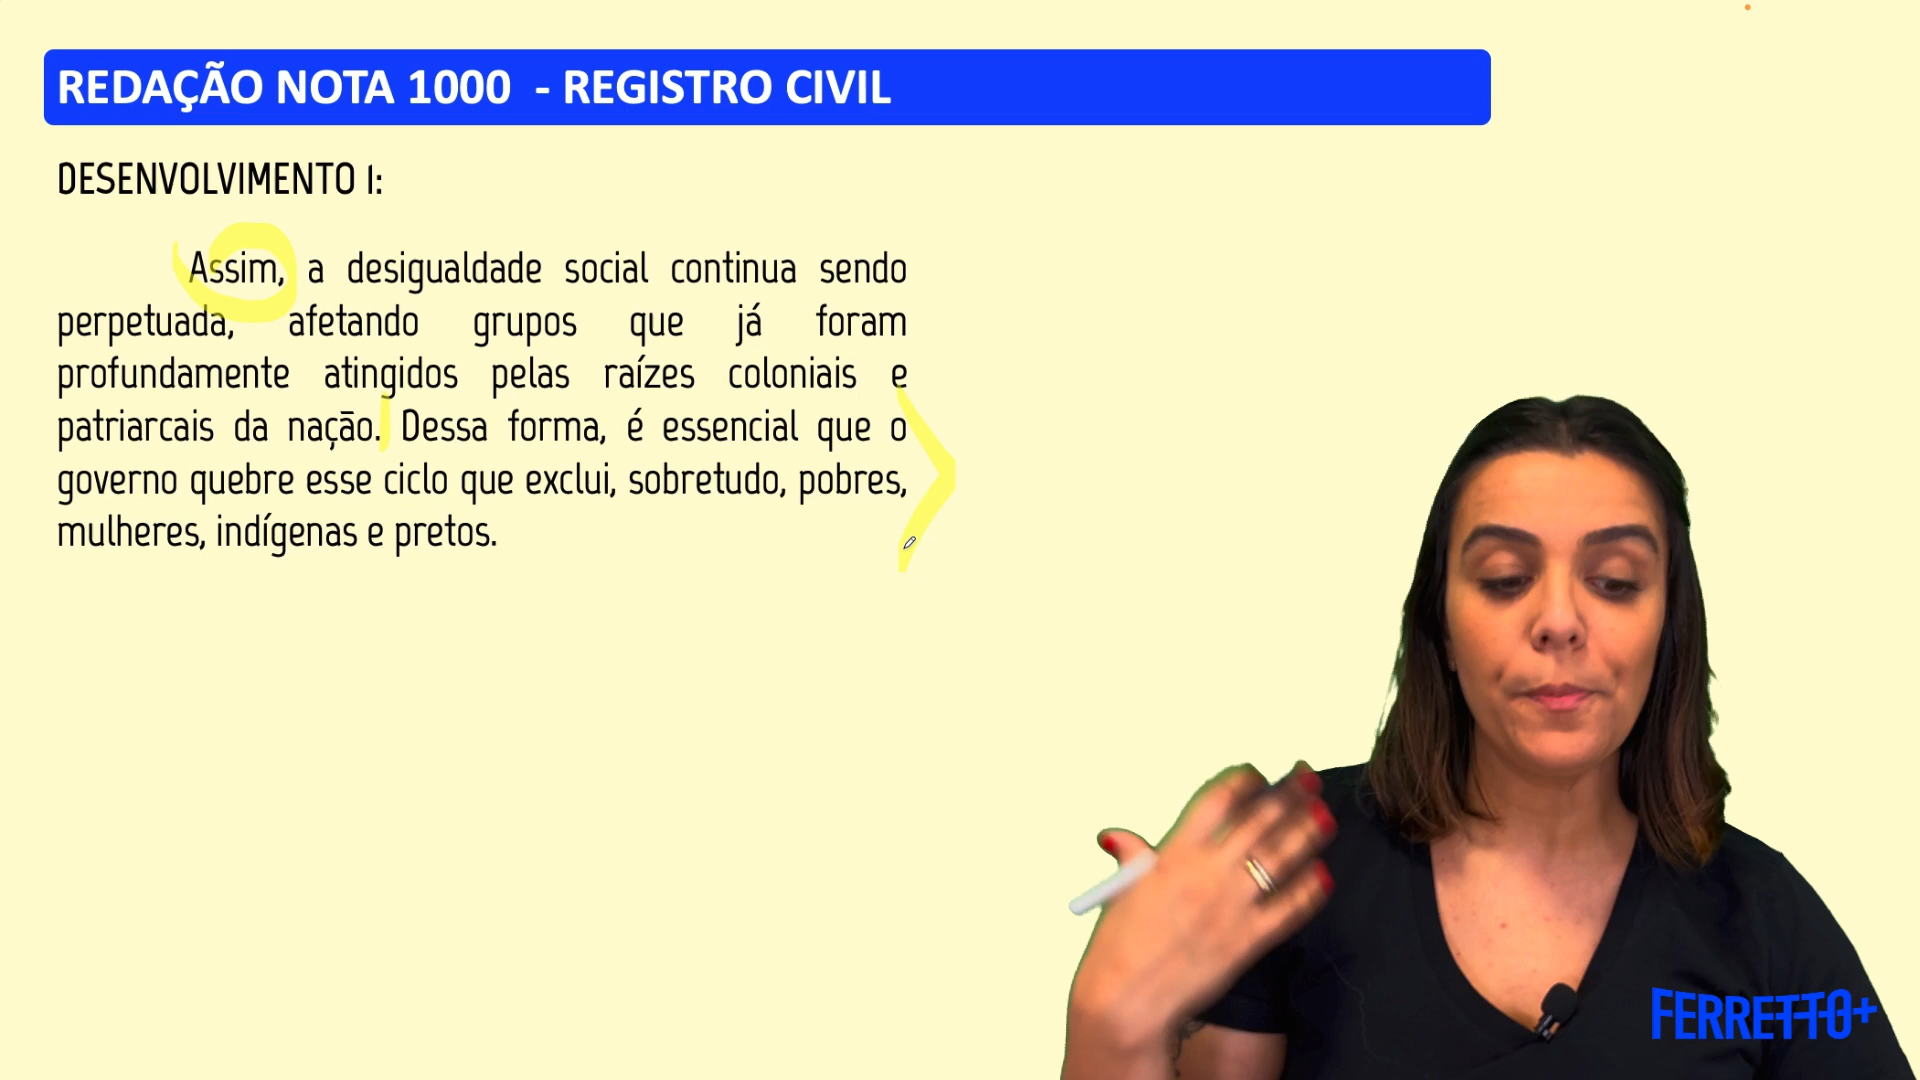 REDAÇÃO NOTA 1000 - REGISTRO CIVIL
DESENVOLVIMENTO I:
Assim, a desigualdade social continua sendo
perpetuada, afetando grupos que já foram
profundamente atingidos pelas raízes coloniais e
patriarcais da nação. Dessa forma, é essencial que o
governo quebre esse ciclo que exclui, sobretudo, pobres,
mulheres, indígenas e pretos.
FERRETTO+